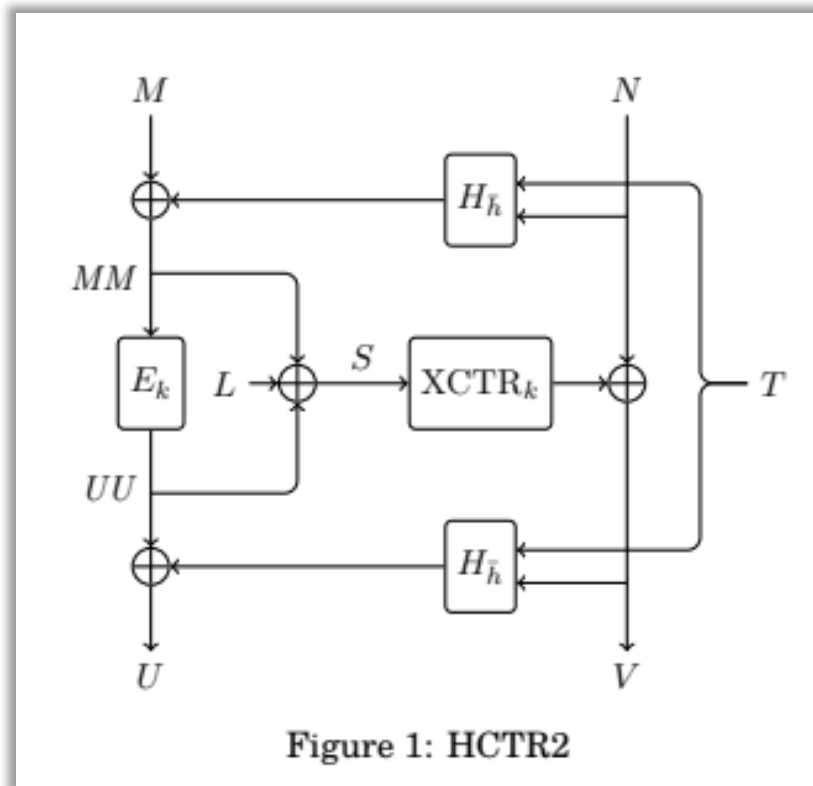 M N
H_h̄
MM
E_k L S XCTR_k T
UU
H_h̄
U V
Figure 1: HCTR2